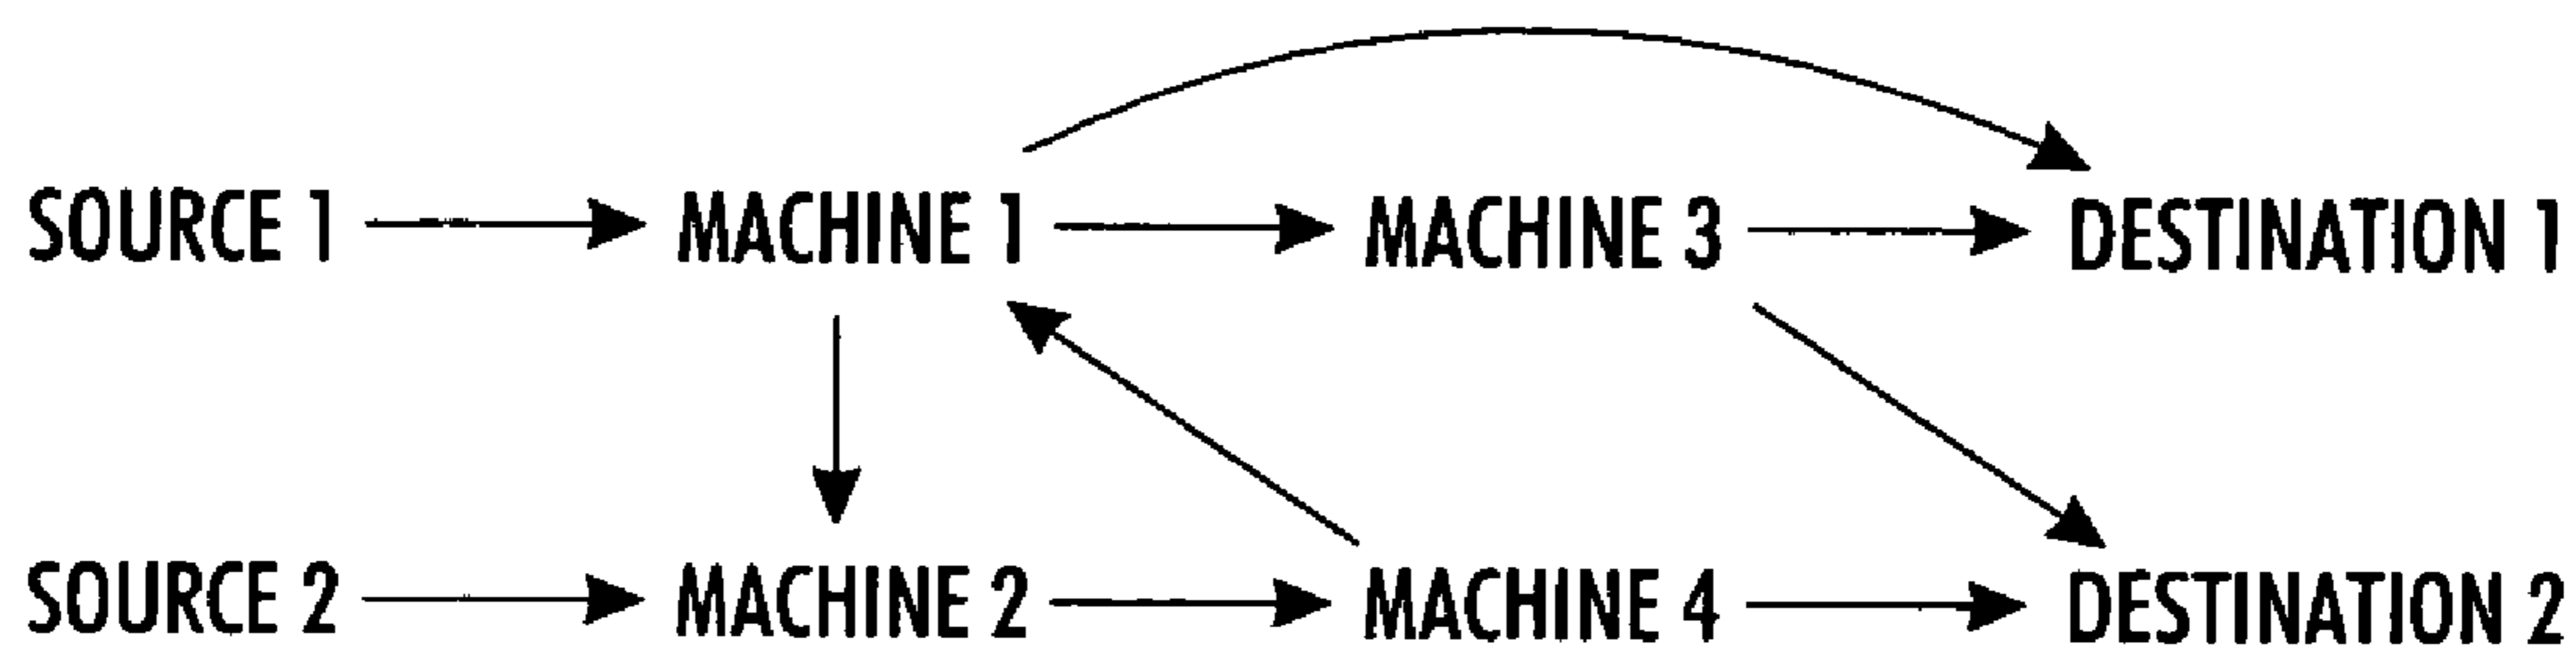 SOURCE 1 MACHINE 1 MACHINE 3 DESTINATION 1
SOURCE 2 MACHINE 2 MACHINE 4 DESTINATION 2